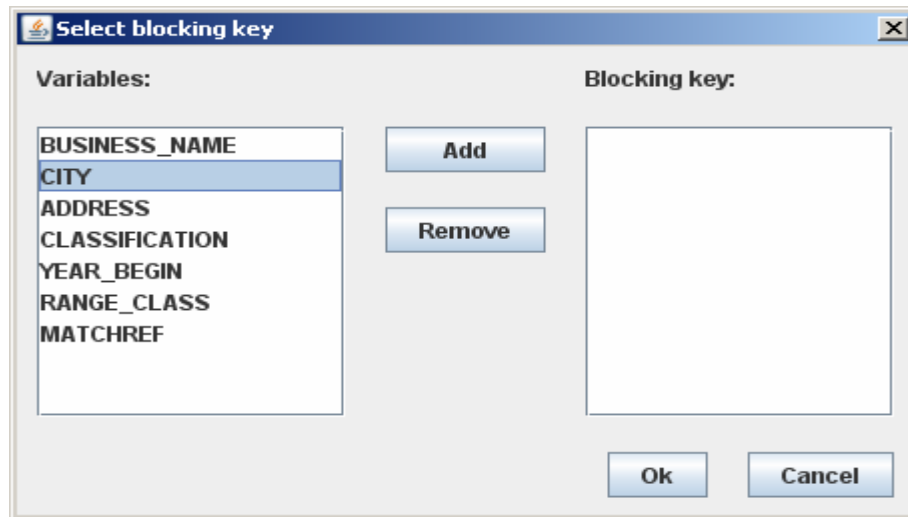 Select blocking key
Variables:
Blocking key:
BUSINESS_NAME
CITY
ADDRESS
CLASSIFICATION
YEAR_BEGIN
RANGE_CLASS
MATCHREF
Add
Remove
Ok
Cancel